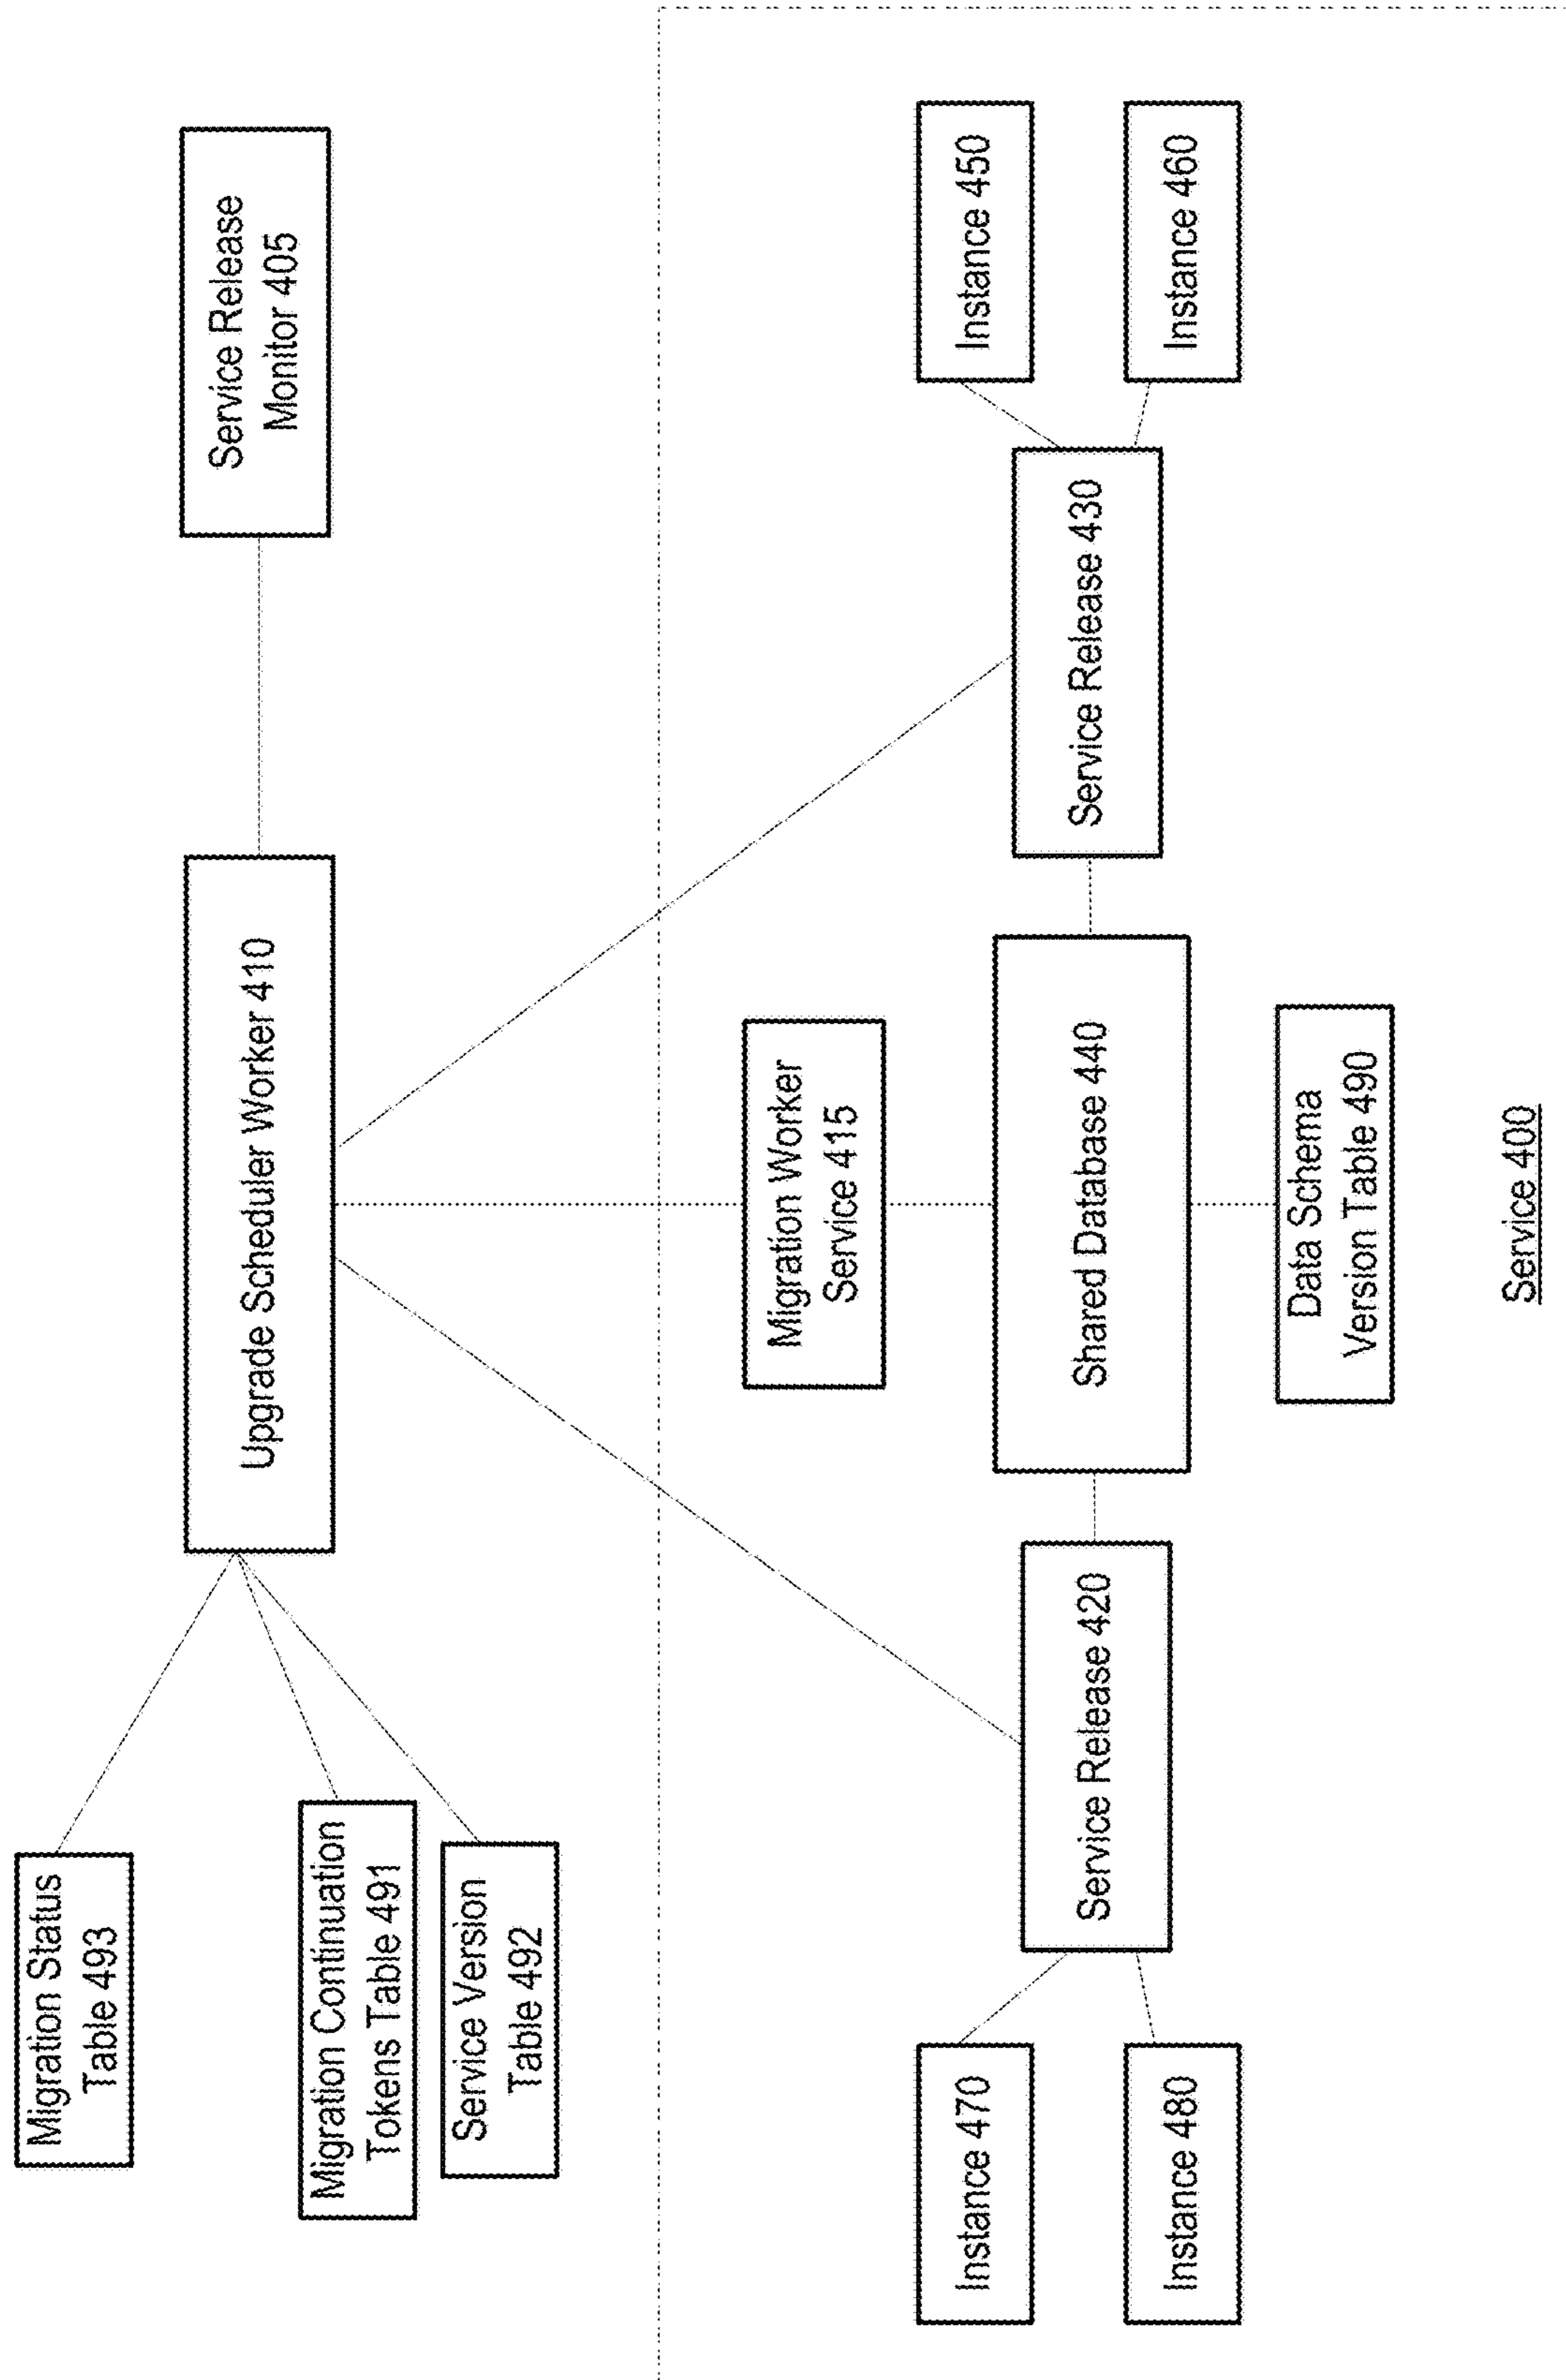 Migration Status
Table 493
Migration Continuation
Tokens Table 491
Service Version
Table 492
Upgrade Scheduler Worker 410
Service Release
Monitor 405
Migration Worker
Service 415
Instance 470
Instance 480
Service Release 420
Shared Database 440
Service Release 430
Instance 450
Instance 460
Data Schema
Version Table 490
Service 400